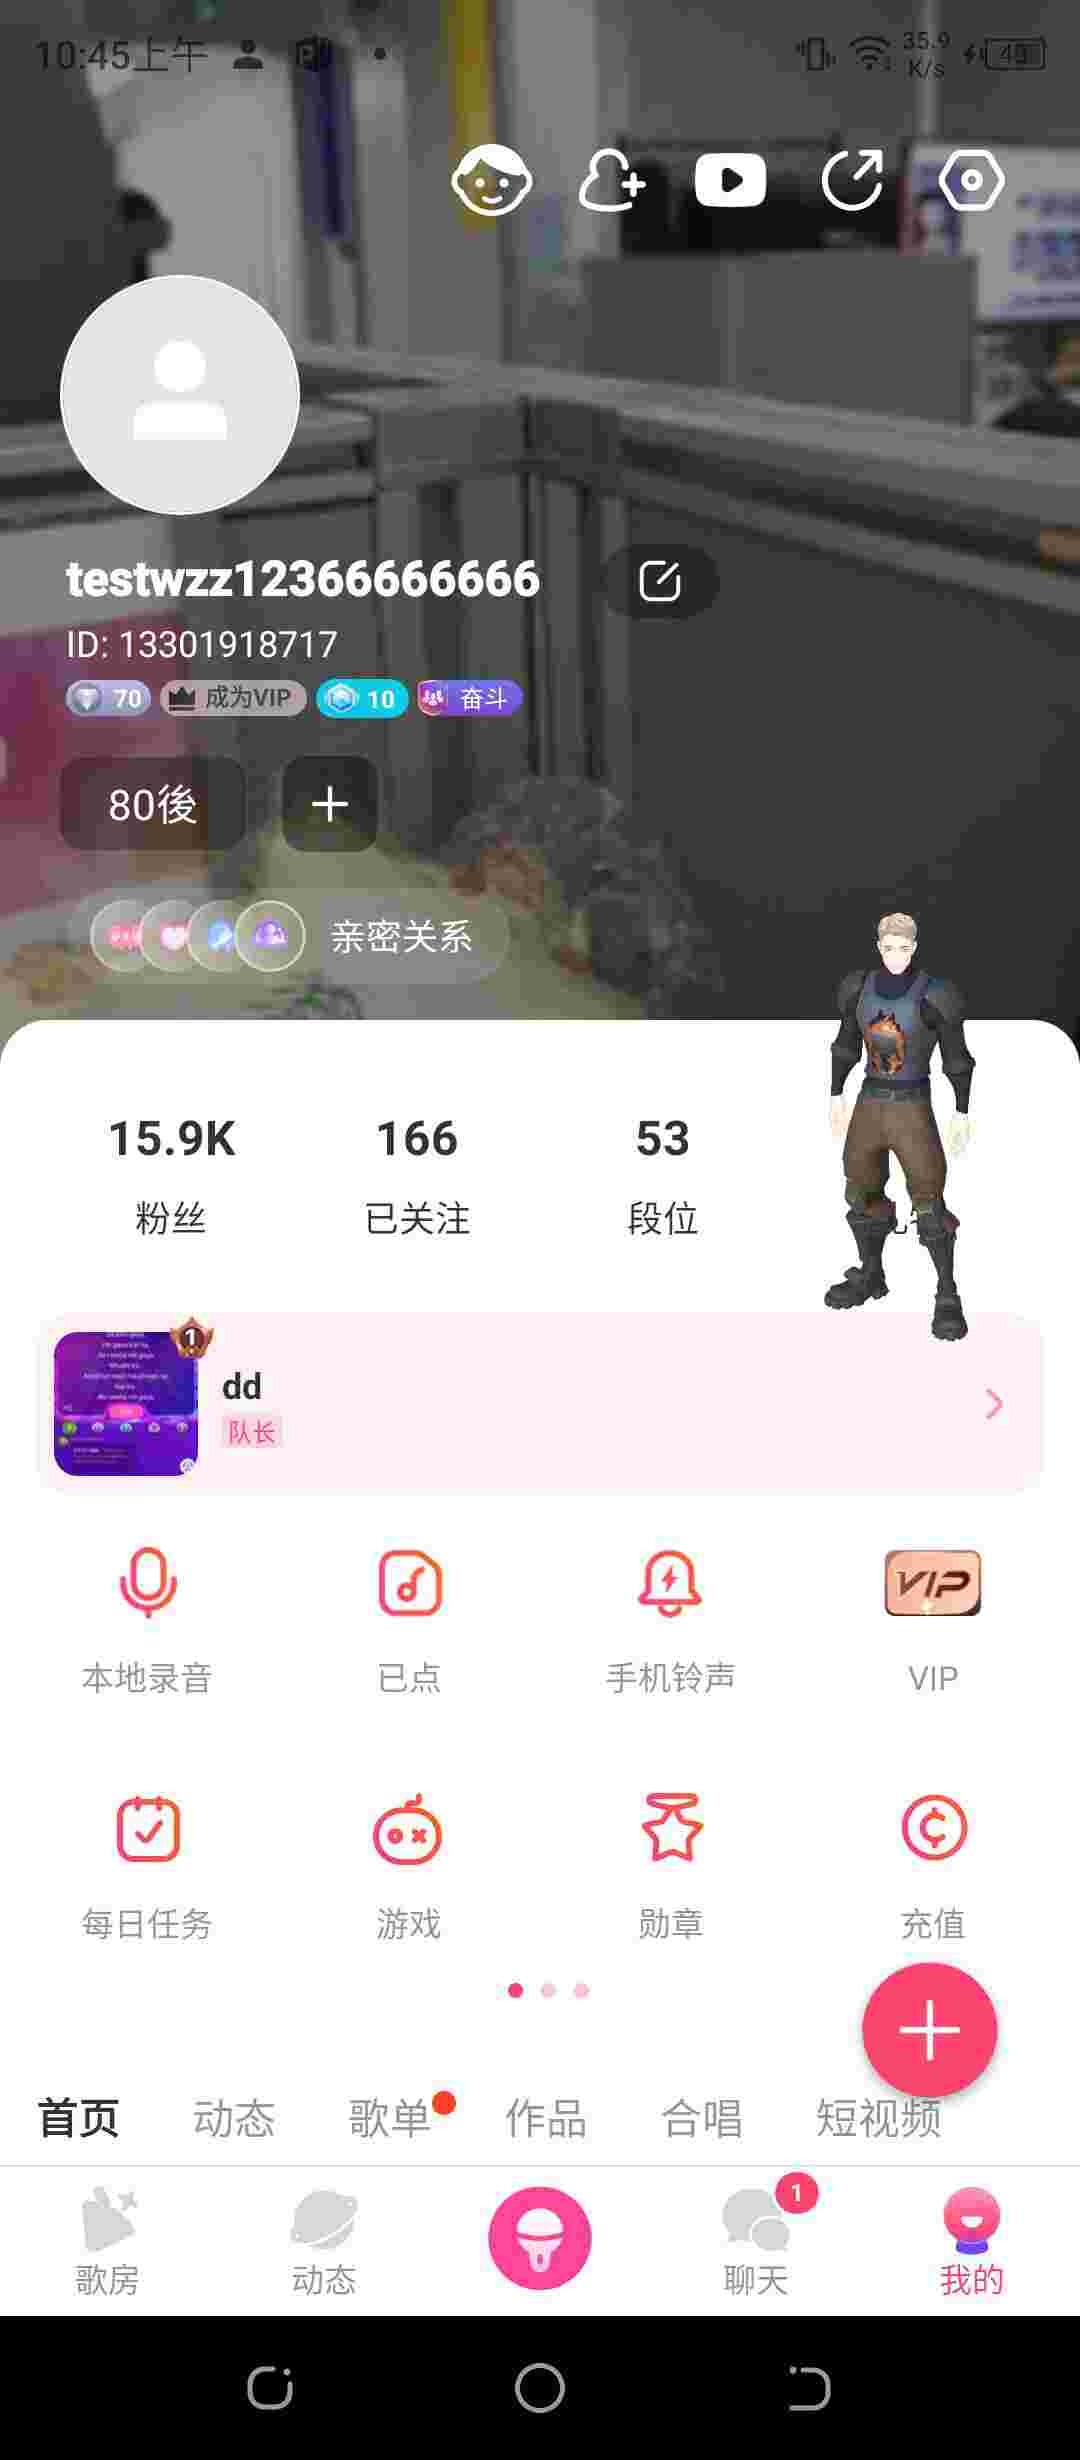 10:45上午
35.9
K/s
49
testwzz12366666666
ID: 13301918717
70
成为VIP
10
奋斗
80後
亲密关系
15.9K
166
53
粉丝
已关注
段位
1
dd
队长
本地录音
已点
手机铃声
VIP
VIP
每日任务
游戏
勋章
充值
首页
动态
歌单
作品
合唱
短视频
1
歌房
动态
聊天
我的